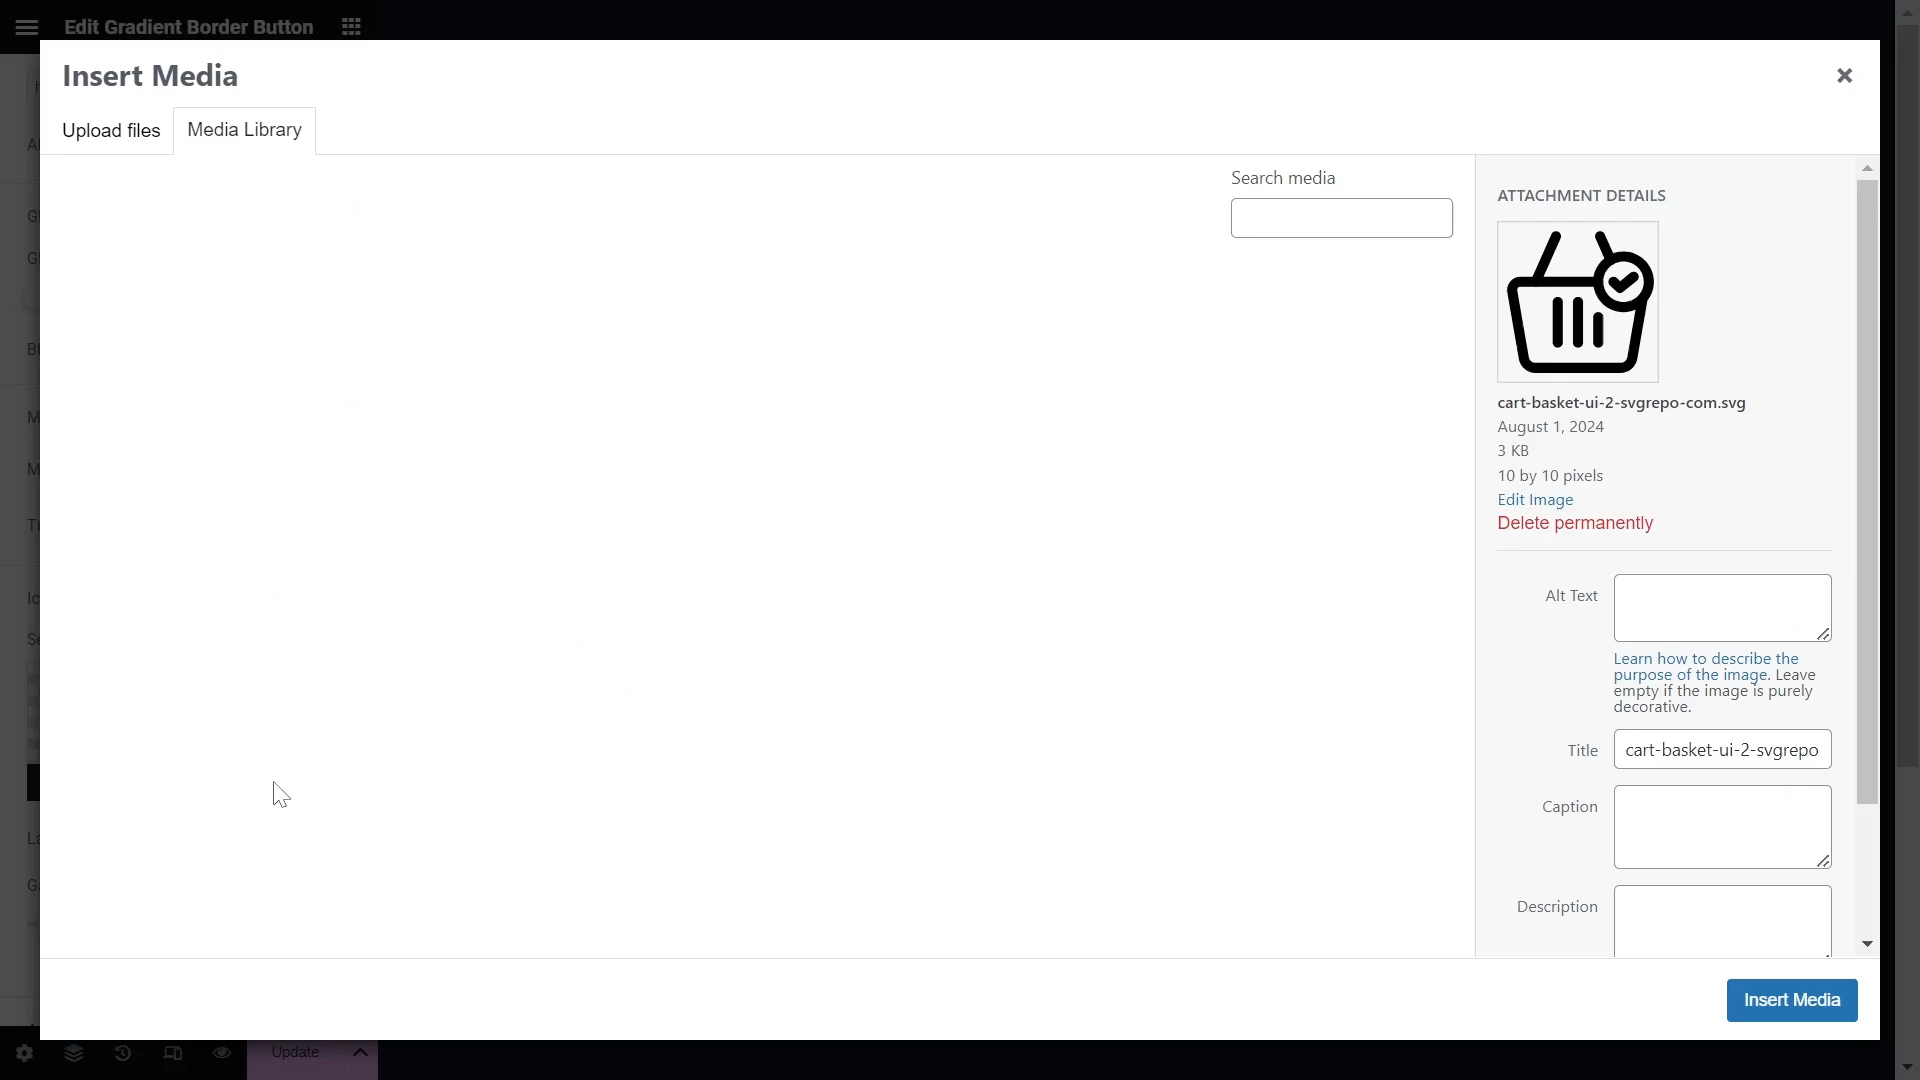 Edit Gradient Border Button
Insert Media
Upload files
Media Library
Search media
ATTACHMENT DETAILS
cart-basket-ui-2-svgrepo-com.svg
August 1, 2024
3 KB
10 by 10 pixels
Edit Image
Delete permanently
Alt Text
Learn how to describe the
purpose of the image. Leave
empty if the image is purely
decorative.
Title
cart-basket-ui-2-svgrepo
Caption
Description
Insert Media
Update